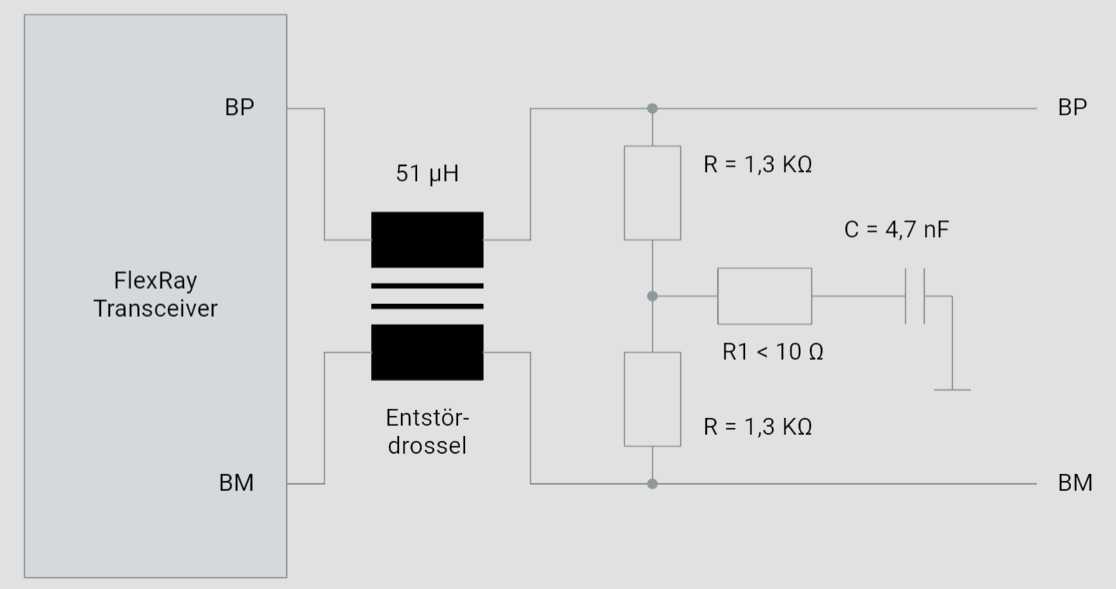 BP
BP
51 µH
R = 1,3 KΩ
C = 4,7 nF
FlexRay
Transceiver
R1 < 10 Ω
Entstör-
drossel
R = 1,3 KΩ
BM
BM